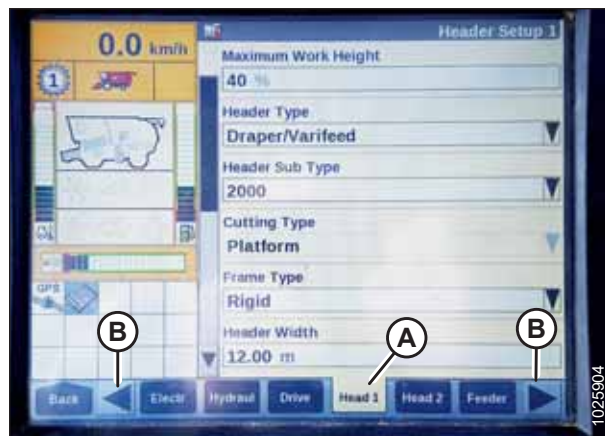 0.0 km/h
Header Setup 1
1
Maximum Work Height
40 %
Header Type
Draper/Varifeed
Header Sub Type
2000
Cutting Type
Platform
Frame Type
Rigid
Header Width
12.00 m
GPS
B
A
B
Back Electr Hydraul Drive Head 1 Head 2 Feeder
1025904